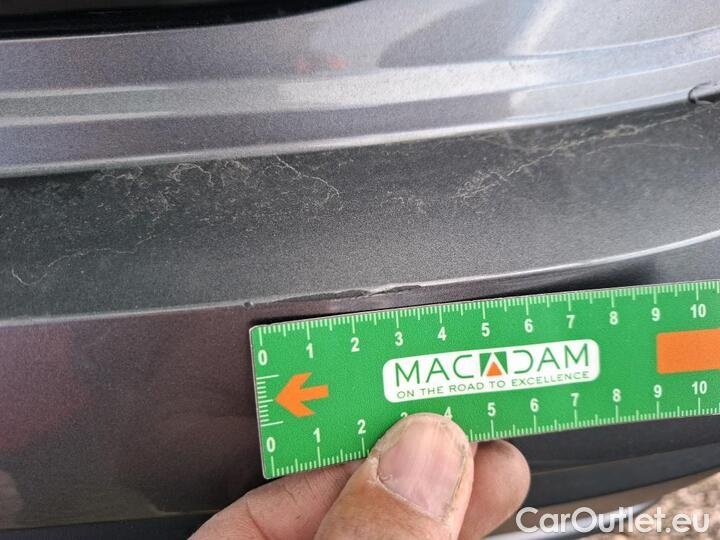 0 1 2 3 4 5 6 7 8 9 10
MACADAM
ON THE ROAD TO EXCELLENCE
0 1 2 3 4 5 6 7 8 9 10
CarOutlet.eu